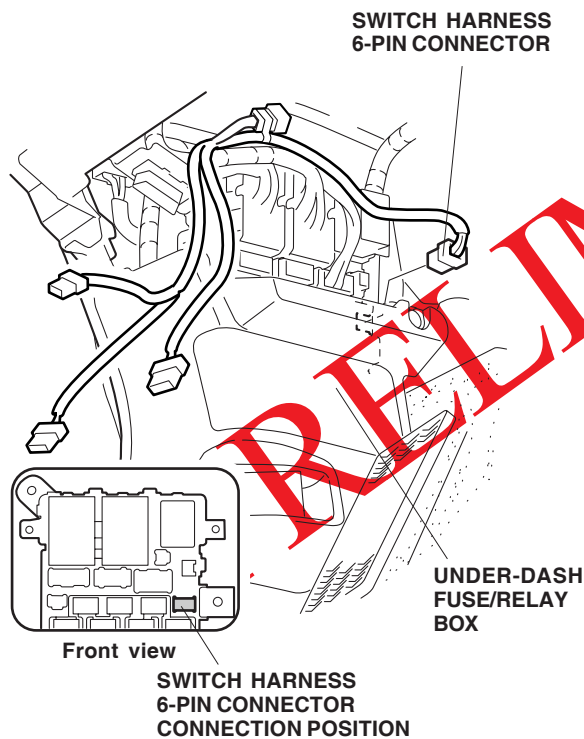 SWITCH HARNESS
6-PIN CONNECTOR
RELIM
UNDER-DASH
FUSE/RELAY
BOX
Front view
SWITCH HARNESS
6-PIN CONNECTOR
CONNECTION POSITION